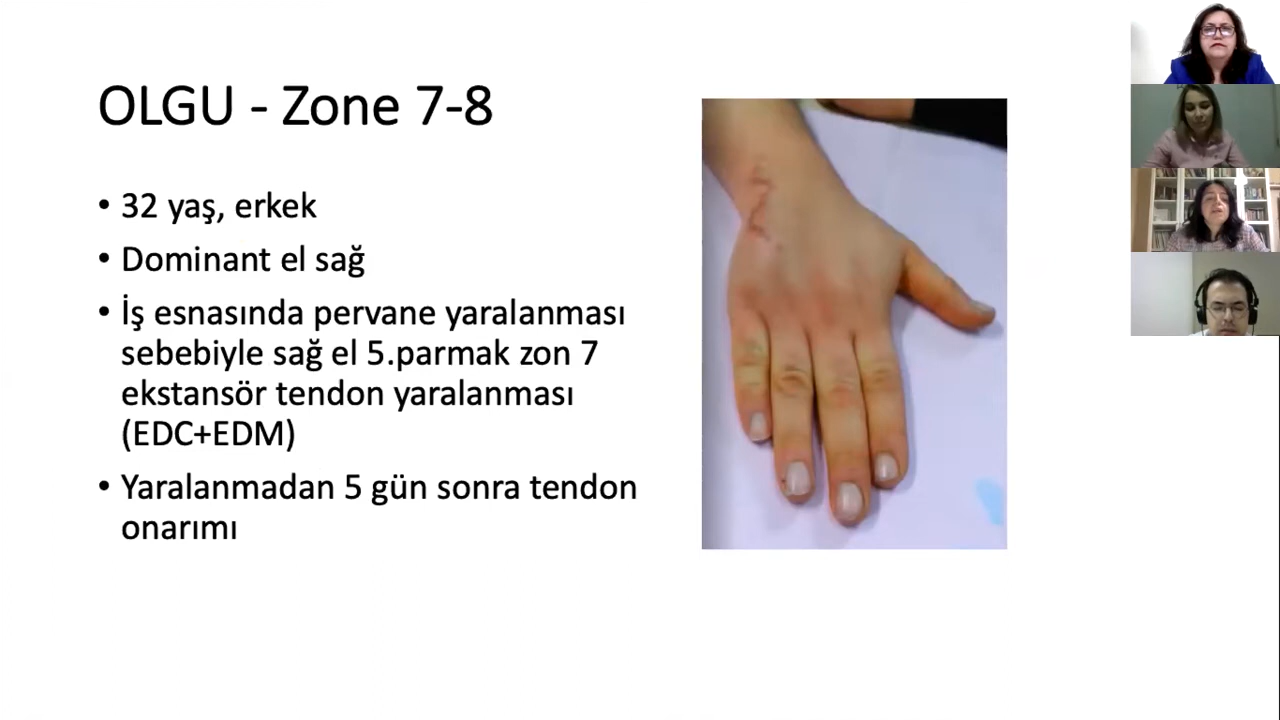 OLGU - Zone 7-8
• 32 yaş, erkek
• Dominant el sağ
• İş esnasında pervane yaralanması
sebebiyle sağ el 5.parmak zon 7
ekstansör tendon yaralanması
(EDC+EDM)
• Yaralanmadan 5 gün sonra tendon
onarımı